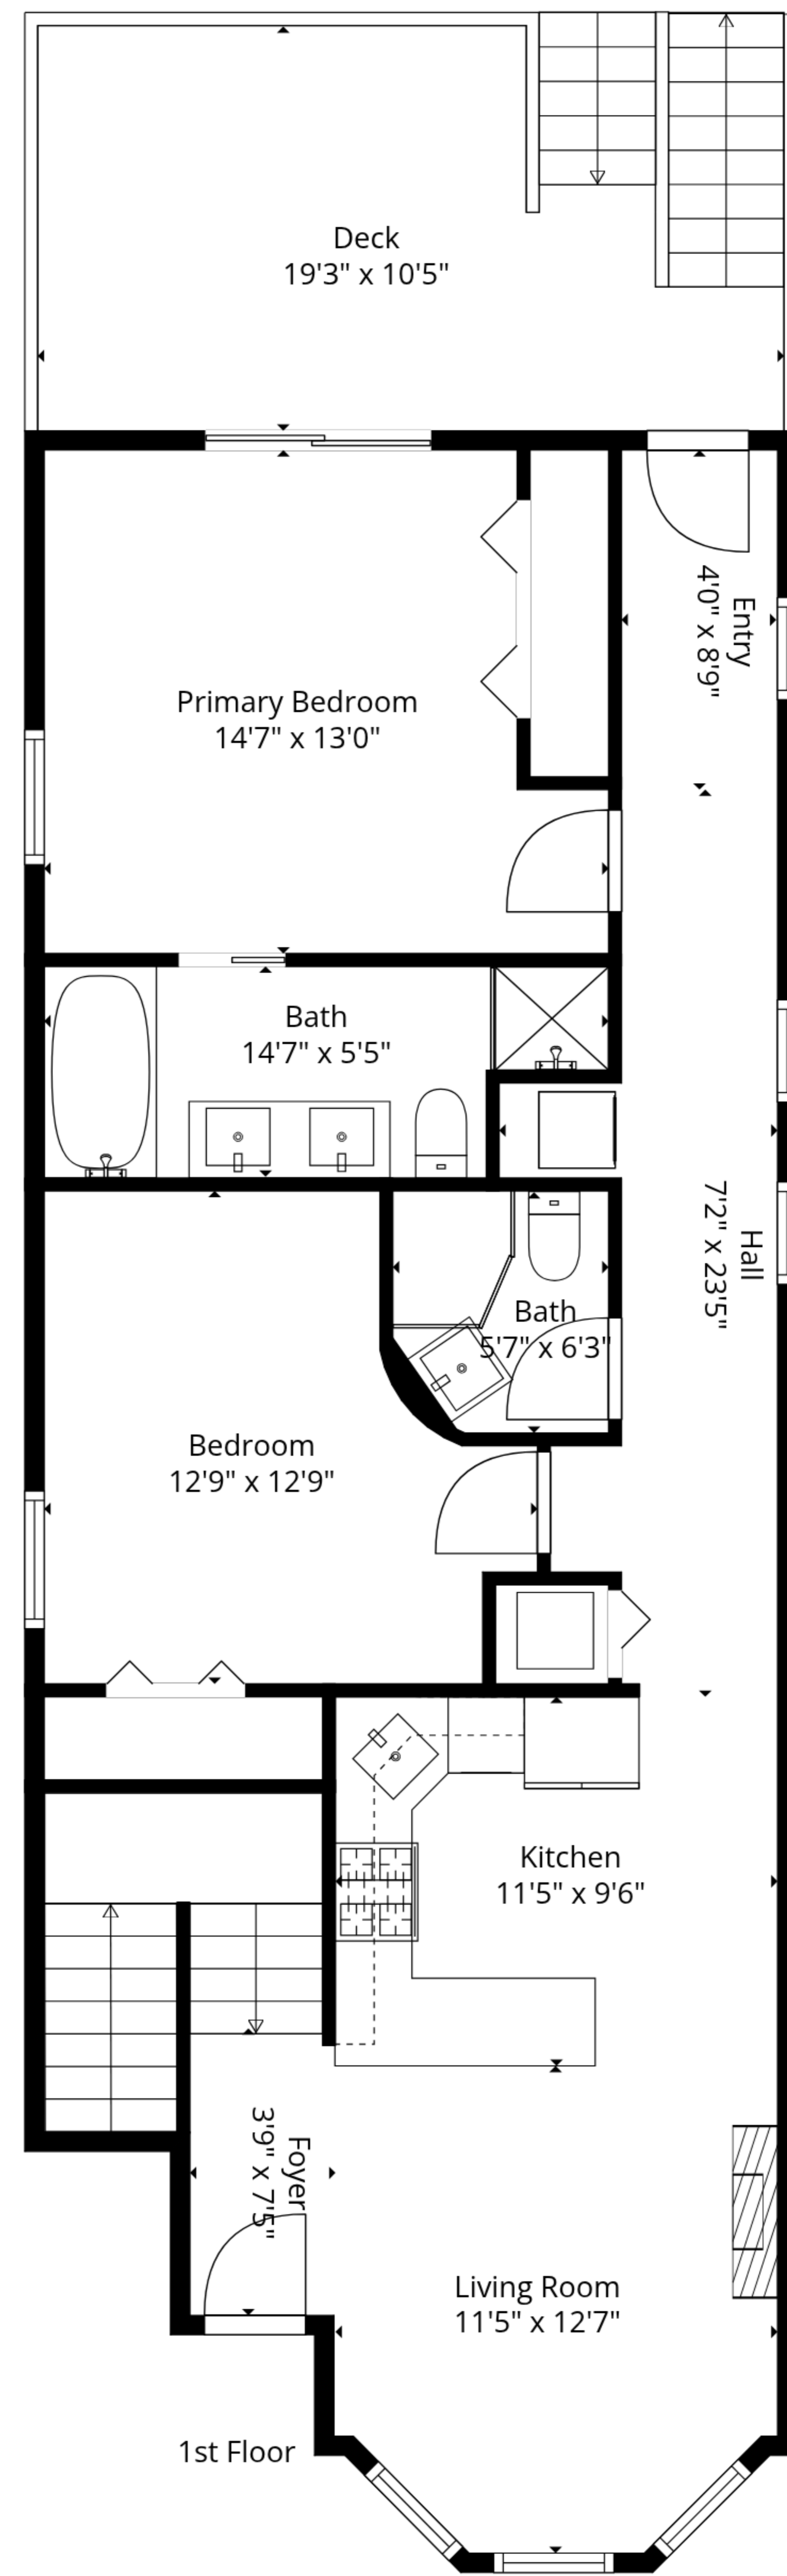 Deck
19'3" x 10'5"
Entry
4'0" x 8'9"
Primary Bedroom
14'7" x 13'0"
Bath
14'7" x 5'5"
Hall
7'2" x 23'5"
Bath
5'7" x 6'3"
Bedroom
12'9" x 12'9"
Kitchen
11'5" x 9'6"
Foyer
3'9" x 7'5"
Living Room
11'5" x 12'7"
1st Floor